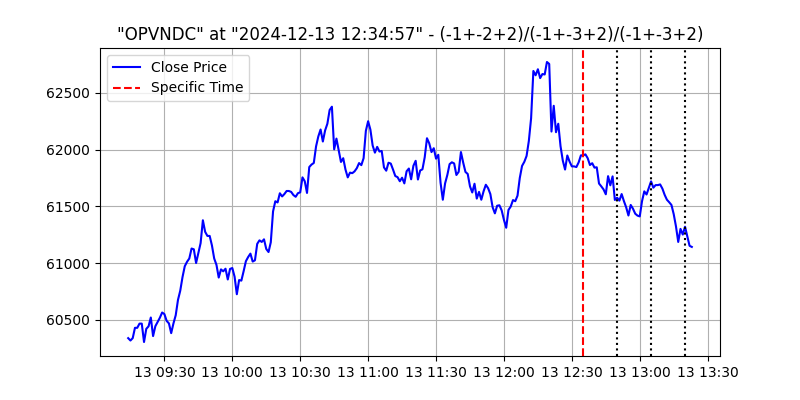 "OPVNDC" at "2024-12-13 12:34:57" - (-1+-2+2)/(-1+-3+2)/(-1+-3+2)
Close Price
Specific Time
62500
62000
61500
61000
60500
13 09:30 13 10:00 13 10:30 13 11:00 13 11:30 13 12:00 13 12:30 13 13:00 13 13:30